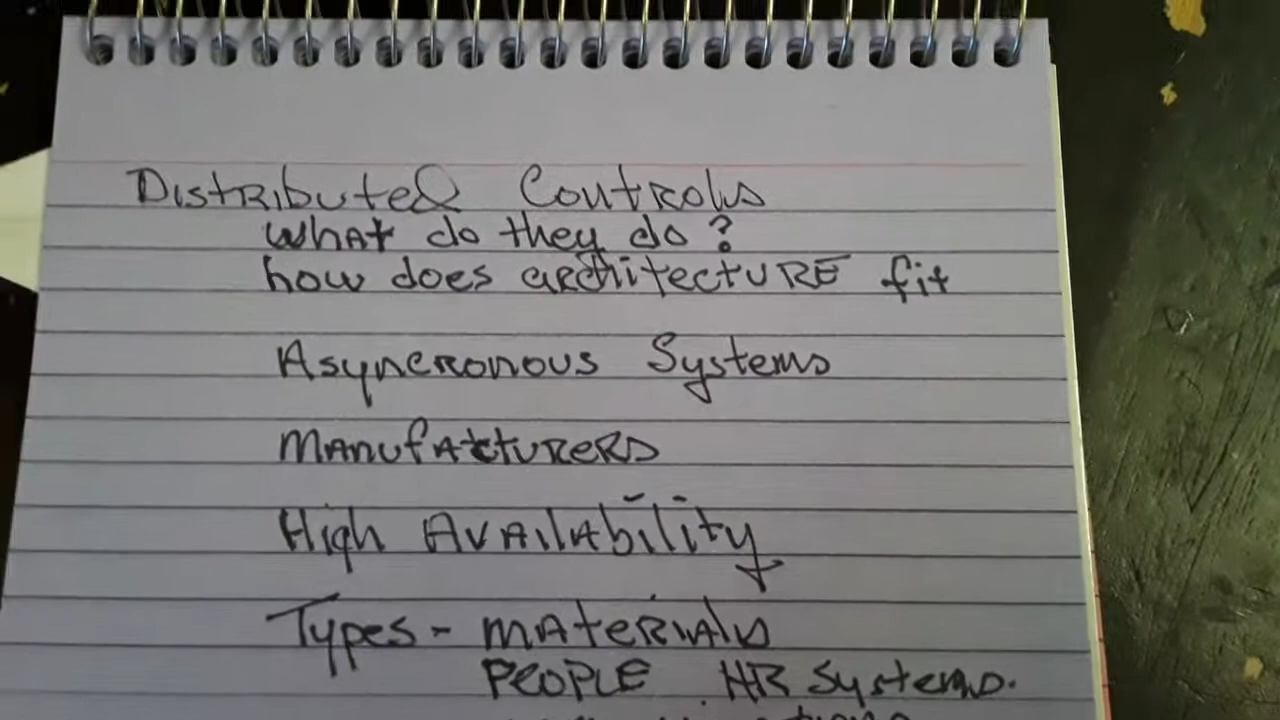 Distributed Controls
What do they do?
how does architecture fit
Asyncronous Systems
Manufacturers
High Availability
Types - materials
PEOPLE HR Systems.